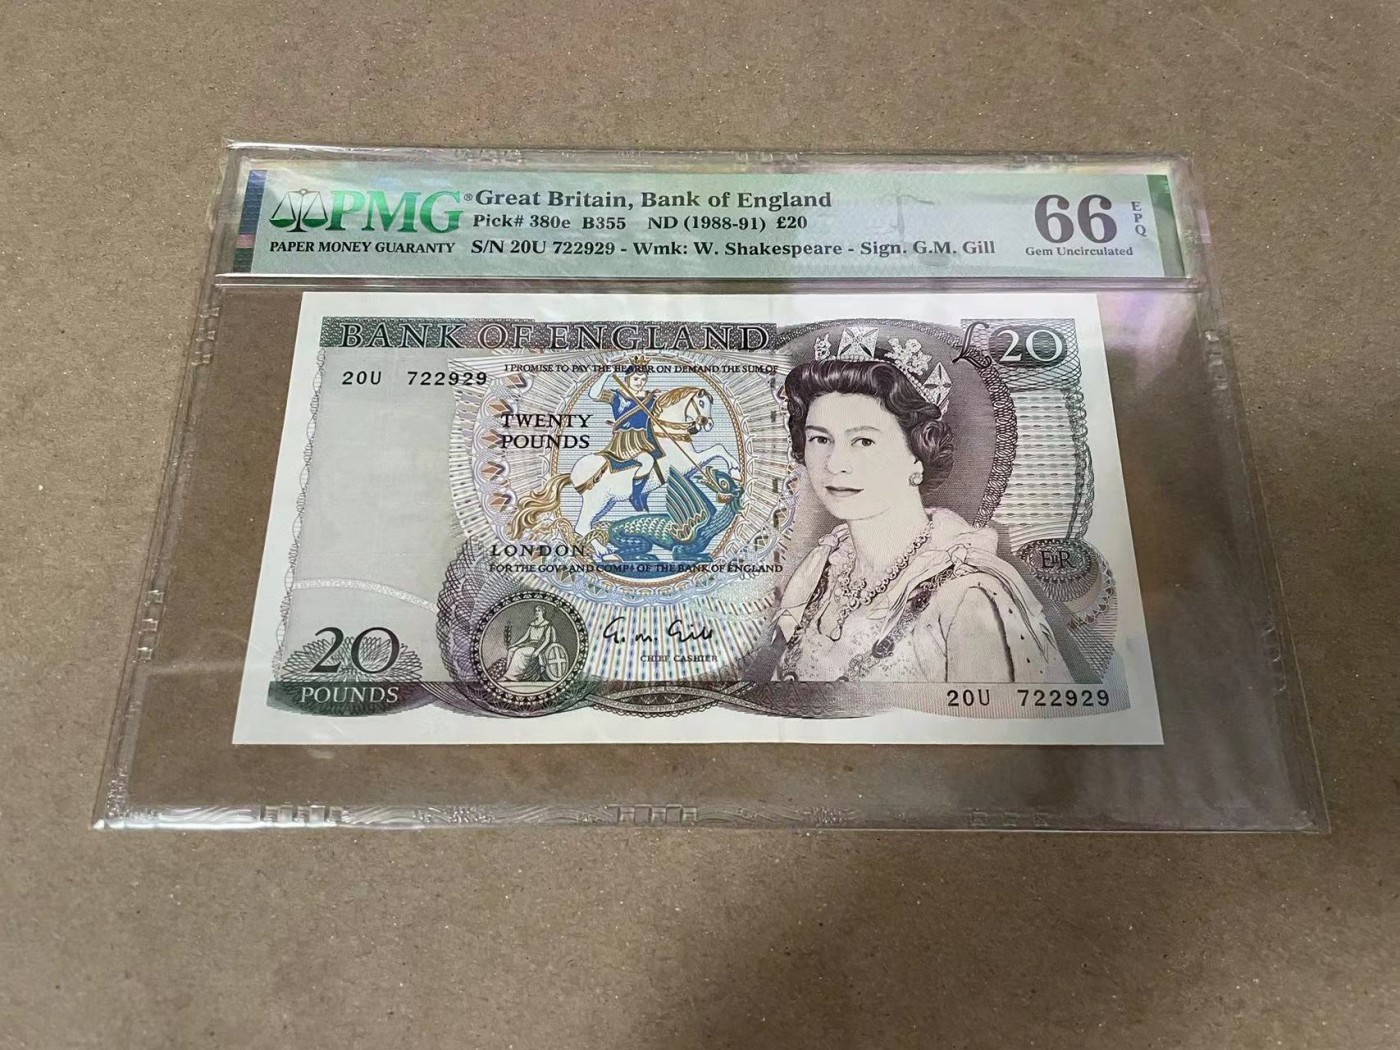 PMG®
PAPER MONEY GUARANTY
Great Britain, Bank of England
Pick# 380e B355 ND (1988-91) £20
S/N 20U 722929 - Wmk: W. Shakespeare - Sign. G.M. Gill
66
EPQ
Gem Uncirculated
BANK OF ENGLAND
£20
20U 722929
I PROMISE TO PAY THE BEARER ON DEMAND THE SUM OF
TWENTY
POUNDS
LONDON
FOR THE GOVR AND COMPA OF THE BANK OF ENGLAND
EIIR
G. M. Gill
CHIEF CASHIER
20
POUNDS
20U 722929